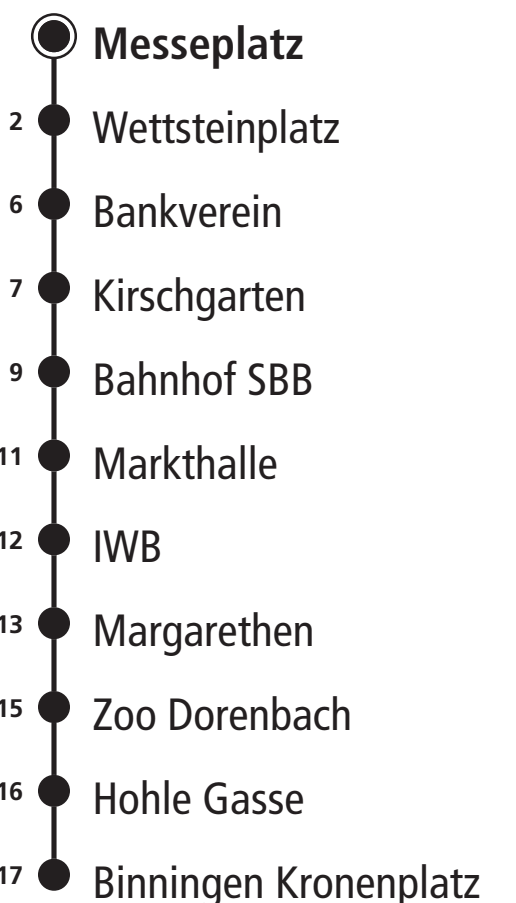 Messeplatz
2 Wettsteinplatz
6 Bankverein
7 Kirschgarten
9 Bahnhof SBB
11 Markthalle
12 IWB
13 Margarethen
15 Zoo Dorenbach
16 Hohle Gasse
17 Binningen Kronenplatz